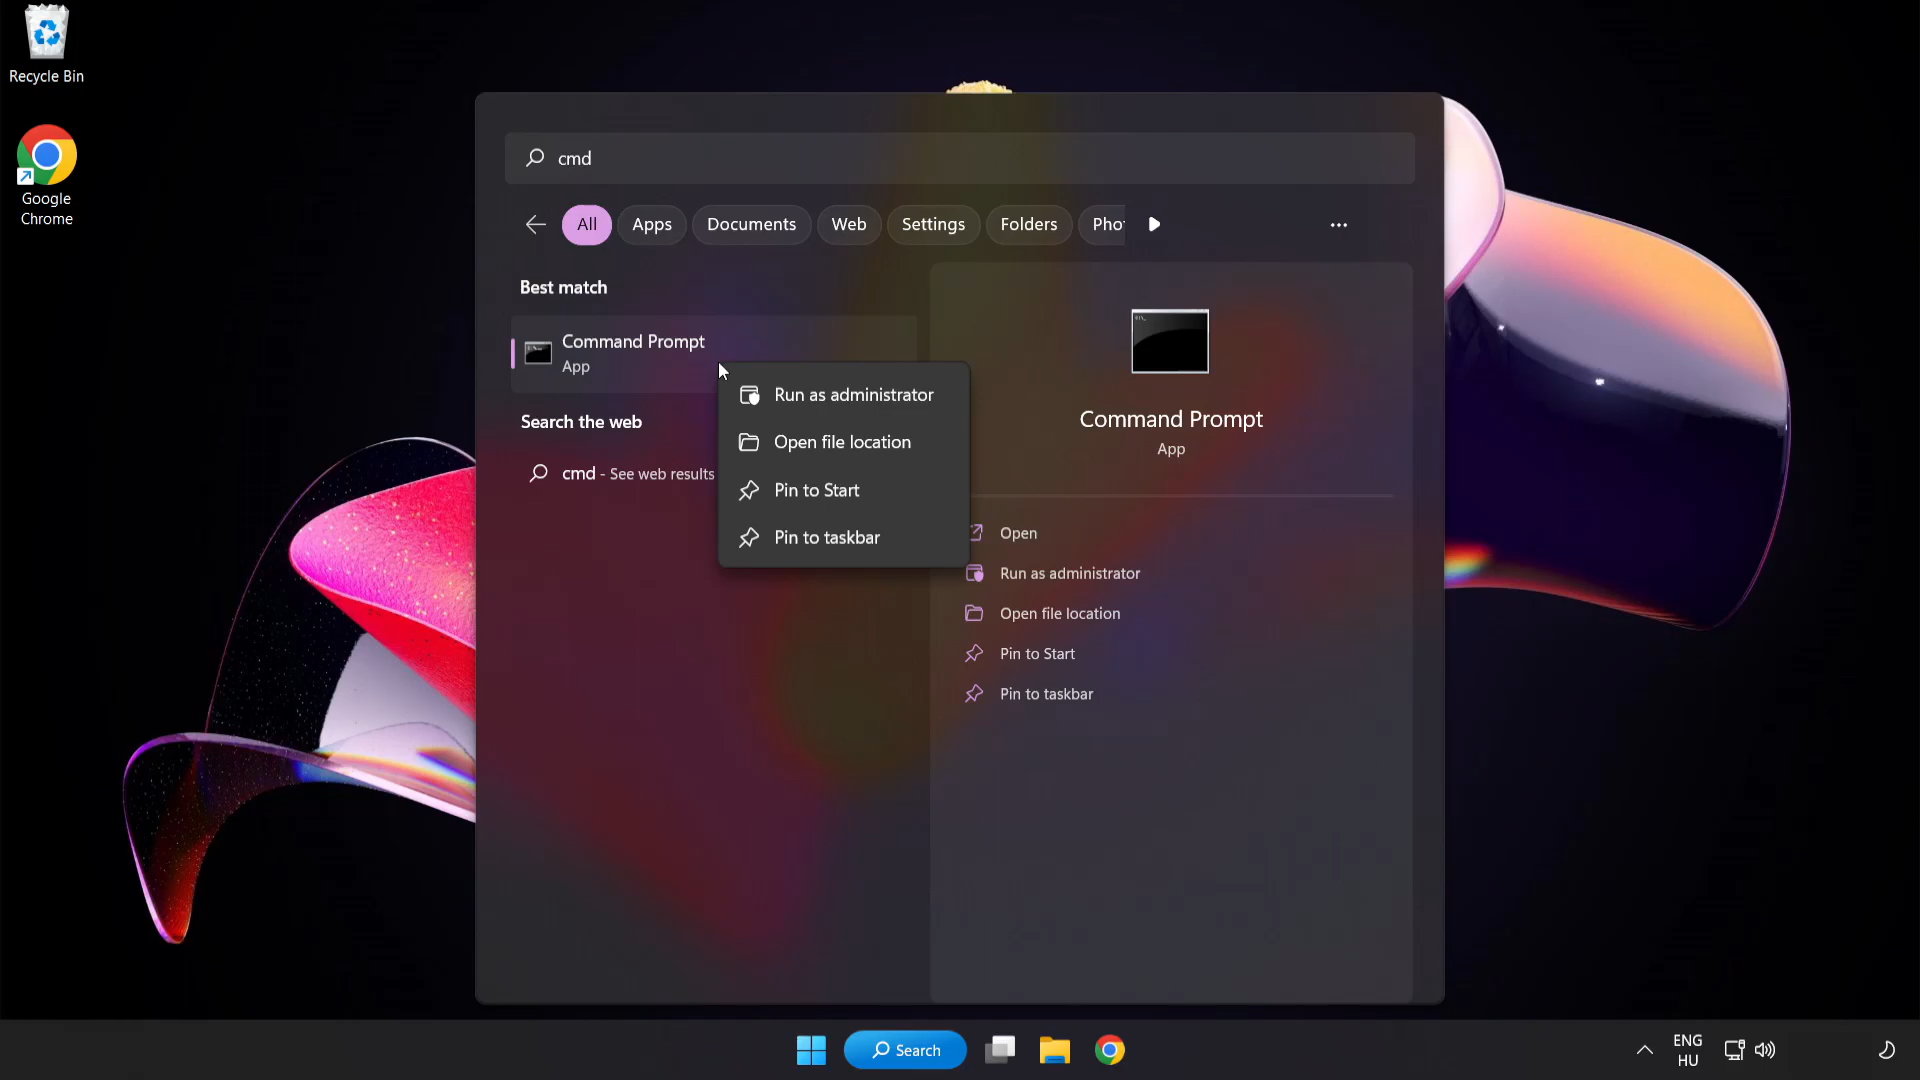 Recycle Bin
Google
Chrome
cmd
All
Apps
Documents
Web
Settings
Folders
Best match
Command Prompt
App
Search the web
cmd - See web results
Run as administrator
Open file location
Pin to Start
Pin to taskbar
Command Prompt
App
Open
Run as administrator
Open file location
Pin to Start
Pin to taskbar
Search
ENG
HU